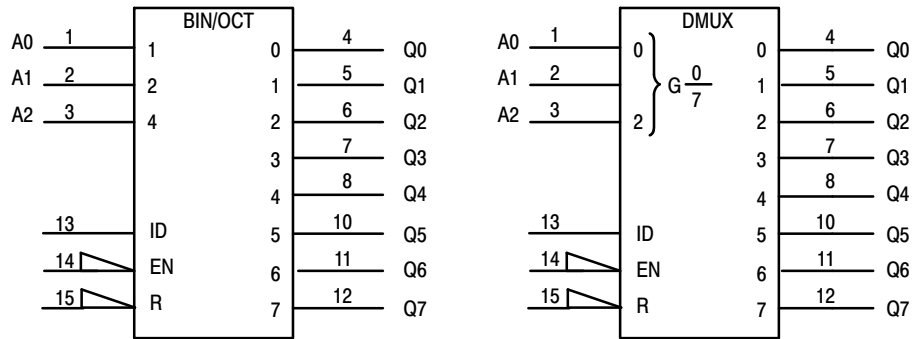 BIN/OCT
A0 1 1 0 4 Q0
A1 2 2 1 5 Q1
A2 3 4 2 6 Q2
3 7 Q3
4 8 Q4
13 ID 5 10 Q5
14 EN 6 11 Q6
15 R 7 12 Q7
DMUX
A0 1 0 0 4 Q0
A1 2 G 0/7 1 5 Q1
A2 3 2 2 6 Q2
3 7 Q3
4 8 Q4
13 ID 5 10 Q5
14 EN 6 11 Q6
15 R 7 12 Q7